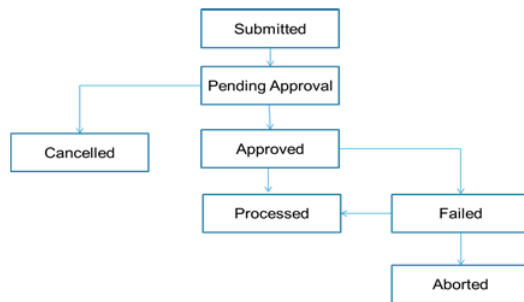 Submitted
Pending Approval
Cancelled
Approved
Processed
Failed
Aborted